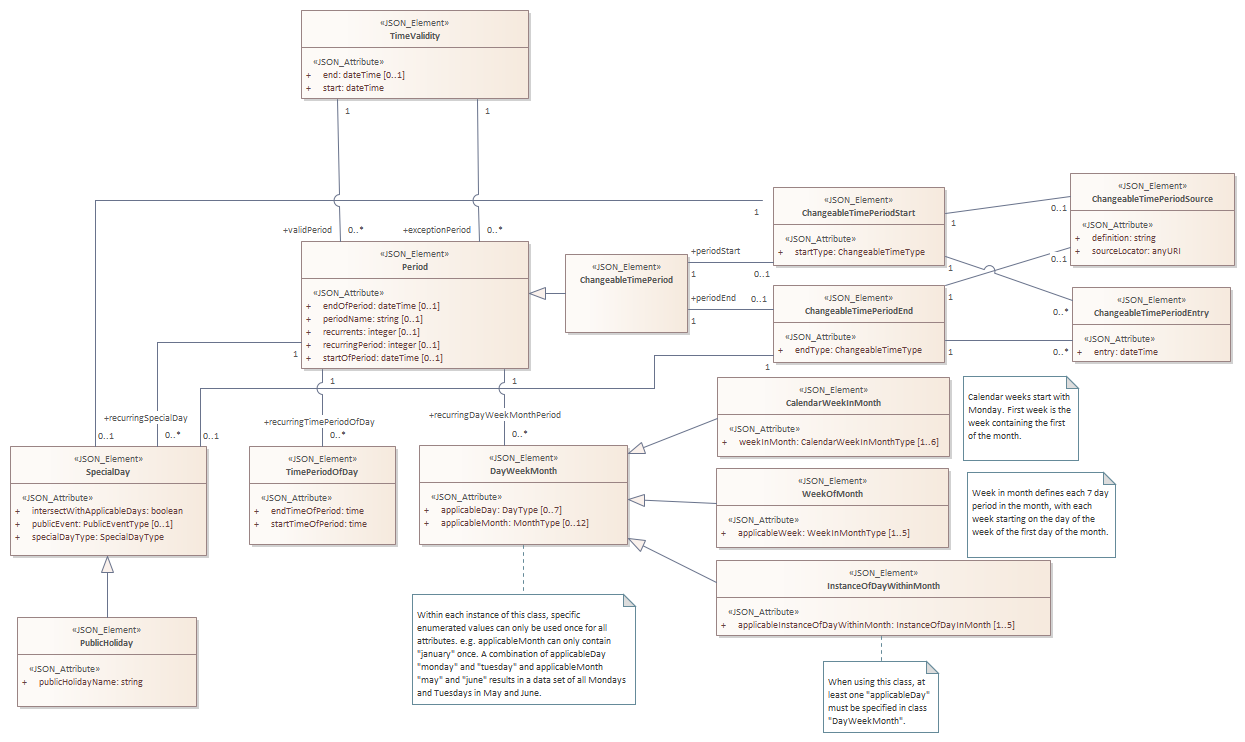 «JSON_Element»
TimeValidity
«JSON_Attribute»
+ end: dateTime [0..1]
+ start: dateTime
1
1
+validPeriod
0..*
+exceptionPeriod
0..*
«JSON_Element»
Period
«JSON_Attribute»
+ endOfPeriod: dateTime [0..1]
+ periodName: string [0..1]
+ recurrents: integer [0..1]
+ recurringPeriod: integer [0..1]
+ startOfPeriod: dateTime [0..1]
«JSON_Element»
ChangeableTimePeriod
+periodStart
1
0..1
+periodEnd
0..1
1
1
«JSON_Element»
ChangeableTimePeriodStart
«JSON_Attribute»
+ startType: ChangeableTimeType
«JSON_Element»
ChangeableTimePeriodEnd
«JSON_Attribute»
+ endType: ChangeableTimeType
1
1
0..1
1
0..1
1
0..*
1
0..*
«JSON_Element»
ChangeableTimePeriodSource
«JSON_Attribute»
+ definition: string
+ sourceLocator: anyURI
«JSON_Element»
ChangeableTimePeriodEntry
«JSON_Attribute»
+ entry: dateTime
1
1
1
+recurringSpecialDay
0..1
0..*
0..1
+recurringTimePeriodOfDay
0..*
+recurringDayWeekMonthPeriod
0..*
«JSON_Element»
SpecialDay
«JSON_Attribute»
+ intersectWithApplicableDays: boolean
+ publicEvent: PublicEventType [0..1]
+ specialDayType: SpecialDayType
«JSON_Element»
TimePeriodOfDay
«JSON_Attribute»
+ endTimeOfPeriod: time
+ startTimeOfPeriod: time
«JSON_Element»
DayWeekMonth
«JSON_Attribute»
+ applicableDay: DayType [0..7]
+ applicableMonth: MonthType [0..12]
«JSON_Element»
CalendarWeekInMonth
«JSON_Attribute»
+ weekInMonth: CalendarWeekInMonthType [1..6]
Calendar weeks start with
Monday. First week is the
week containing the first
of the month.
«JSON_Element»
WeekOfMonth
«JSON_Attribute»
+ applicableWeek: WeekInMonthType [1..5]
Week in month defines each 7 day
period in the month, with each
week starting on the day of the
week of the first day of the month.
«JSON_Element»
InstanceOfDayWithinMonth
«JSON_Attribute»
+ applicableInstanceOfDayWithinMonth: InstanceOfDayInMonth [1..5]
«JSON_Element»
PublicHoliday
«JSON_Attribute»
+ publicHolidayName: string
Within each instance of this class, specific
enumerated values can only be used once for all
attributes. e.g. applicableMonth can only contain
"january" once. A combination of applicableDay
"monday" and "tuesday" and applicableMonth
"may" and "june" results in a data set of all Mondays
and Tuesdays in May and June.
When using this class, at
least one "applicableDay"
must be specified in class
"DayWeekMonth".